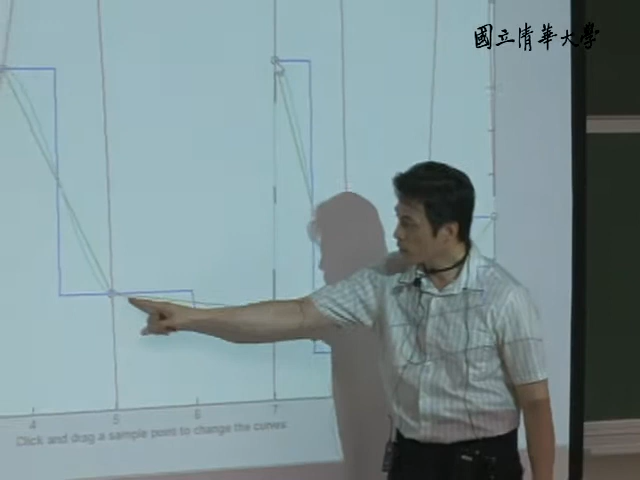 國立清華大學
4 5 6 7
Click and drag a sample point to change the curves